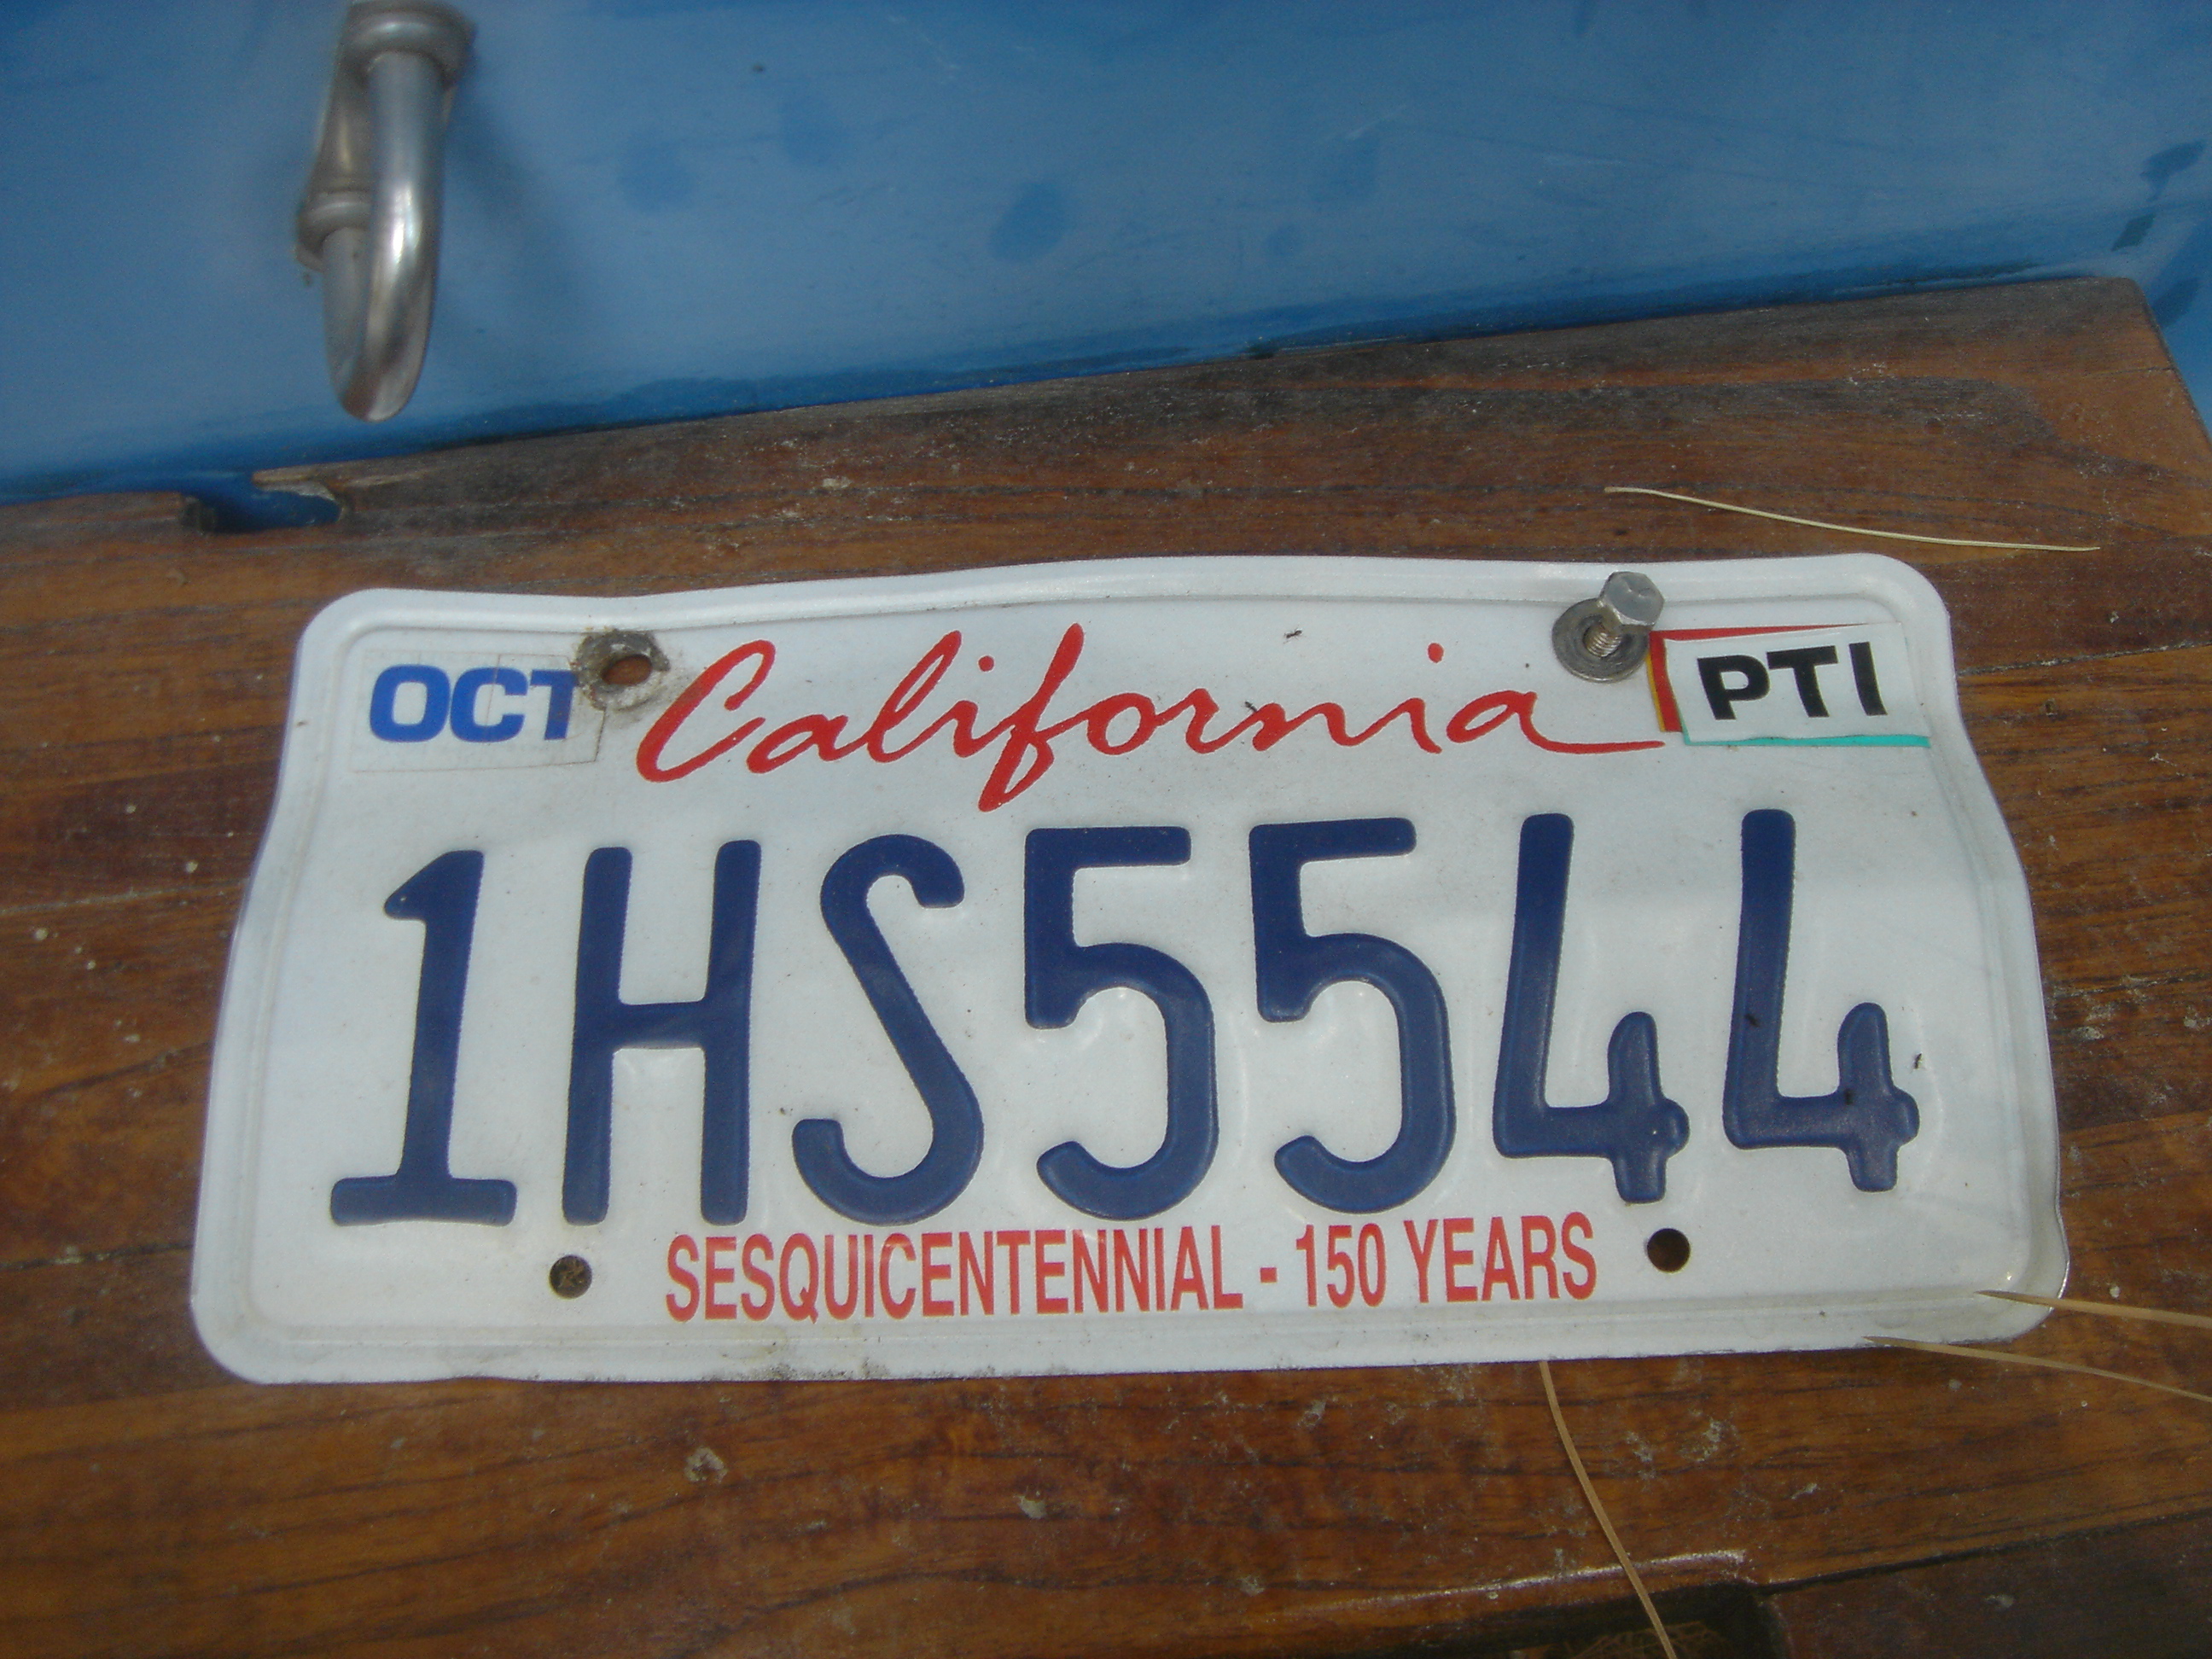 OCT California PTI
1HS5544
SESQUICENTENNIAL - 150 YEARS